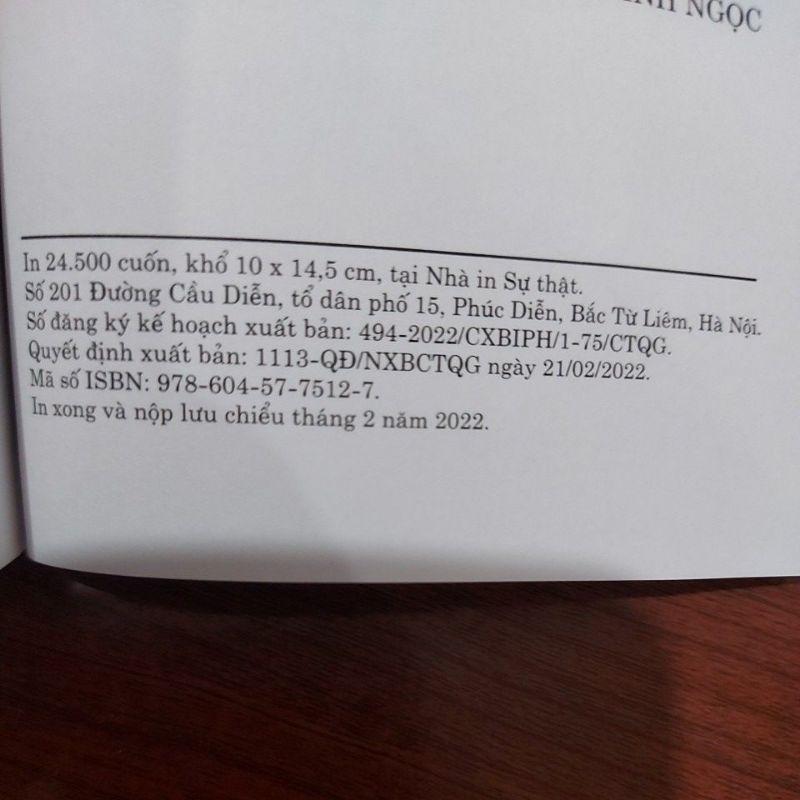 NGỌC
In 24.500 cuốn, khổ 10 x 14,5 cm, tại Nhà in Sự thật.
Số 201 Đường Cầu Diễn, tổ dân phố 15, Phúc Diễn, Bắc Từ Liêm, Hà Nội.
Số đăng ký kế hoạch xuất bản: 494-2022/CXBIPH/1-75/CTQG.
Quyết định xuất bản: 1113-QĐ/NXBCTQG ngày 21/02/2022.
Mã số ISBN: 978-604-57-7512-7.
In xong và nộp lưu chiểu tháng 2 năm 2022.